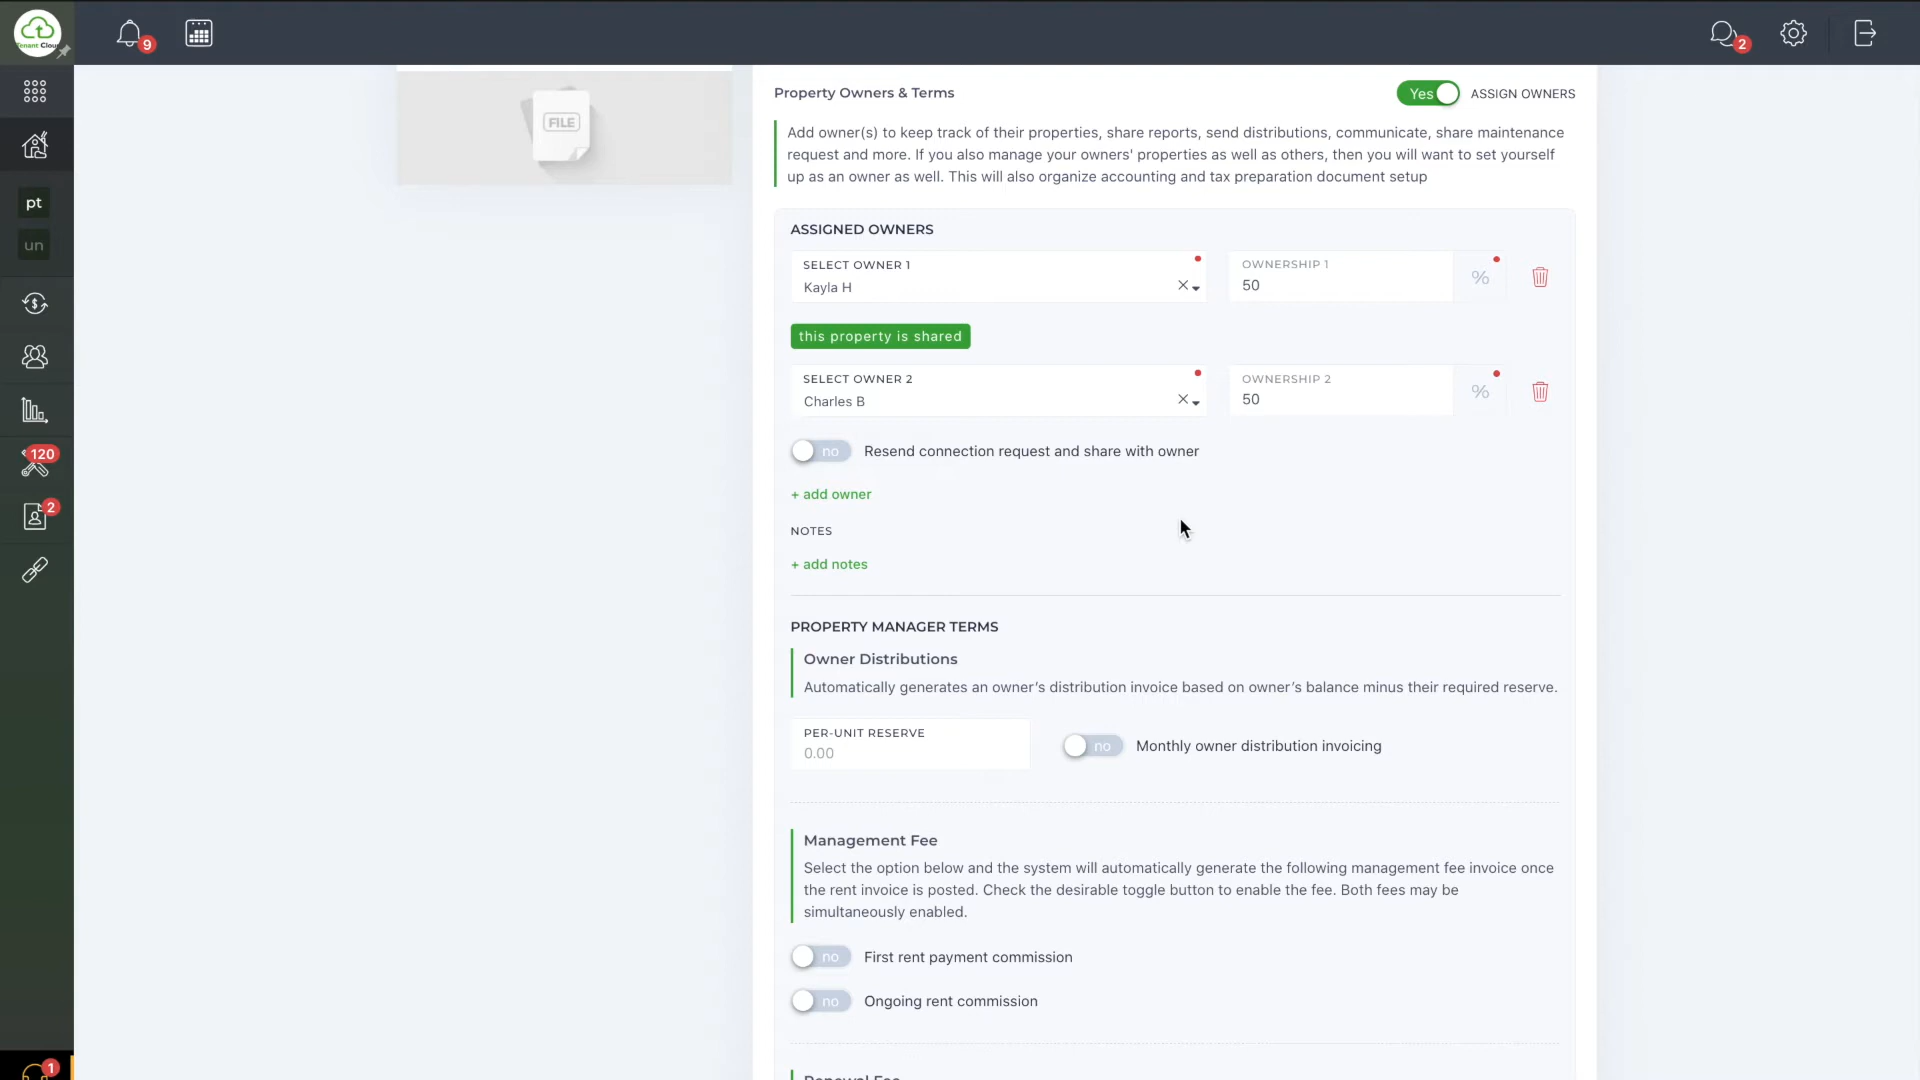 Tenant Cloud
9
2
Property Owners & Terms
Yes
ASSIGN OWNERS
FILE
Add owner(s) to keep track of their properties, share reports, send distributions, communicate, share maintenance
request and more. If you also manage your owners' properties as well as others, then you will want to set yourself
up as an owner as well. This will also organize accounting and tax preparation document setup
pt
un
ASSIGNED OWNERS
SELECT OWNER 1
Kayla H
OWNERSHIP 1
50
%
this property is shared
SELECT OWNER 2
Charles B
OWNERSHIP 2
50
%
no
Resend connection request and share with owner
120
+ add owner
2
NOTES
+ add notes
PROPERTY MANAGER TERMS
Owner Distributions
Automatically generates an owner's distribution invoice based on owner's balance minus their required reserve.
PER-UNIT RESERVE
0.00
no
Monthly owner distribution invoicing
Management Fee
Select the option below and the system will automatically generate the following management fee invoice once
the rent invoice is posted. Check the desirable toggle button to enable the fee. Both fees may be
simultaneously enabled.
no
First rent payment commission
no
Ongoing rent commission
1
Renewal Fee